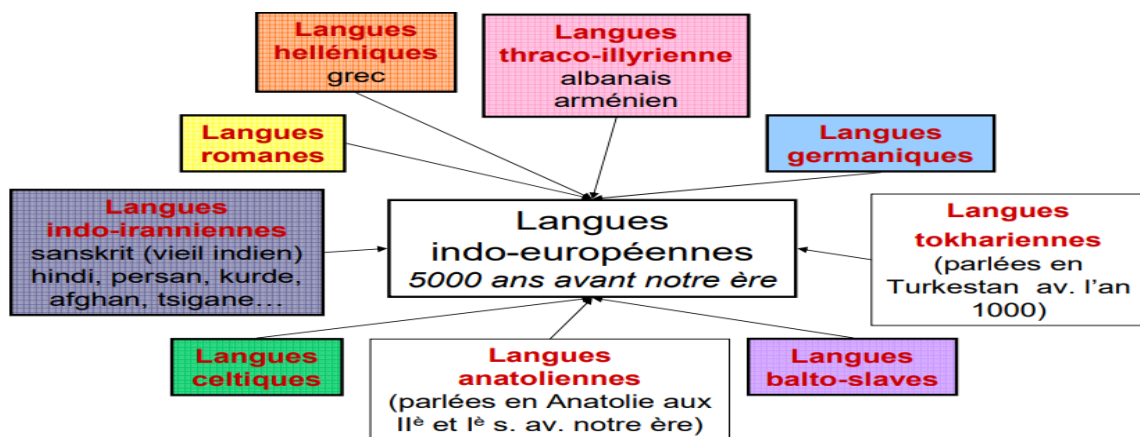 Langues
helléniques
grec
Langues
thraco-illyrienne
albanais
arménien
Langues
romanes
Langues
germaniques
Langues
indo-iranniennes
sanskrit (vieil indien)
hindi, persan, kurde,
afghan, tsigane…
Langues
indo-européennes
5000 ans avant notre ère
Langues
tokhariennes
(parlées en
Turkestan av. l'an
1000)
Langues
celtiques
Langues
anatoliennes
(parlées en Anatolie aux
IIè et Iè s. av. notre ère)
Langues
balto-slaves